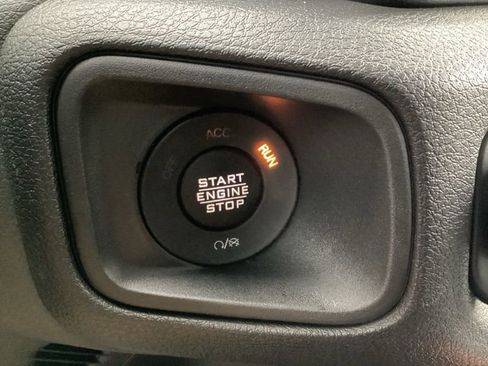 ACC
RUN
OFF
START
ENGINE
STOP